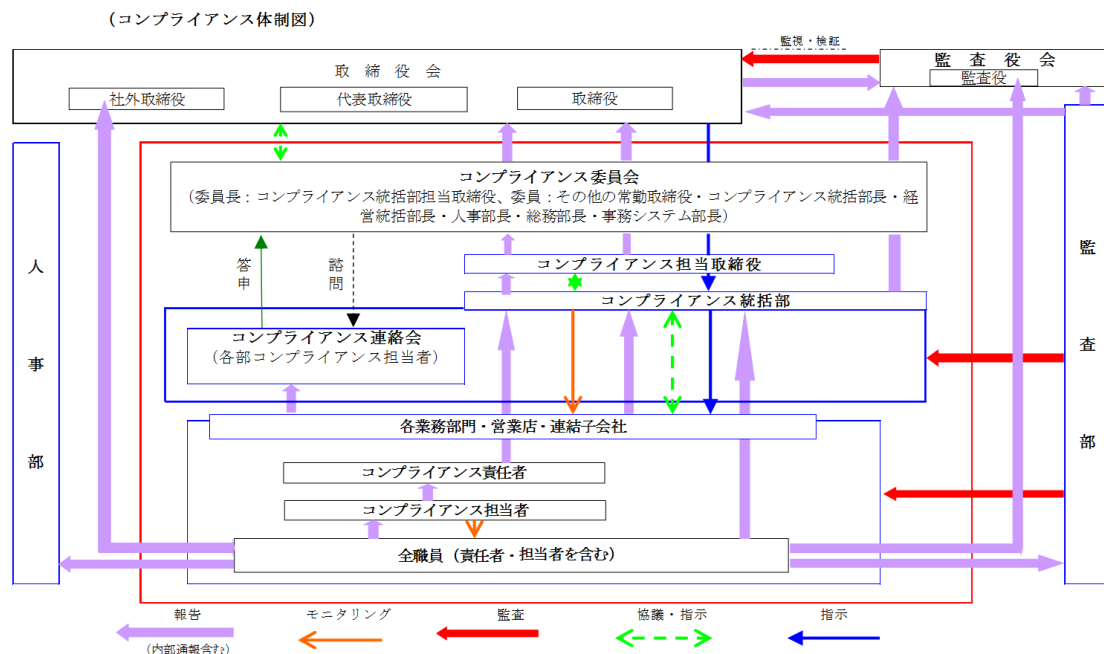 (コンプライアンス体制図)
監視・検証
取締役会
監査役会
監査役
社外取締役
代表取締役
取締役
コンプライアンス委員会
(委員長:コンプライアンス統括部担当取締役、委員:その他の常勤取締役・コンプライアンス統括部長・経
営統括部長・人事部長・総務部長・事務システム部長)
人事部
監査部
答申
諮問
コンプライアンス担当取締役
コンプライアンス統括部
コンプライアンス連絡会
(各部コンプライアンス担当者)
各業務部門・営業店・連結子会社
コンプライアンス責任者
コンプライアンス担当者
全職員(責任者・担当者を含む)
報告
モニタリング
監査
協議・指示
指示
(内部通報含む)